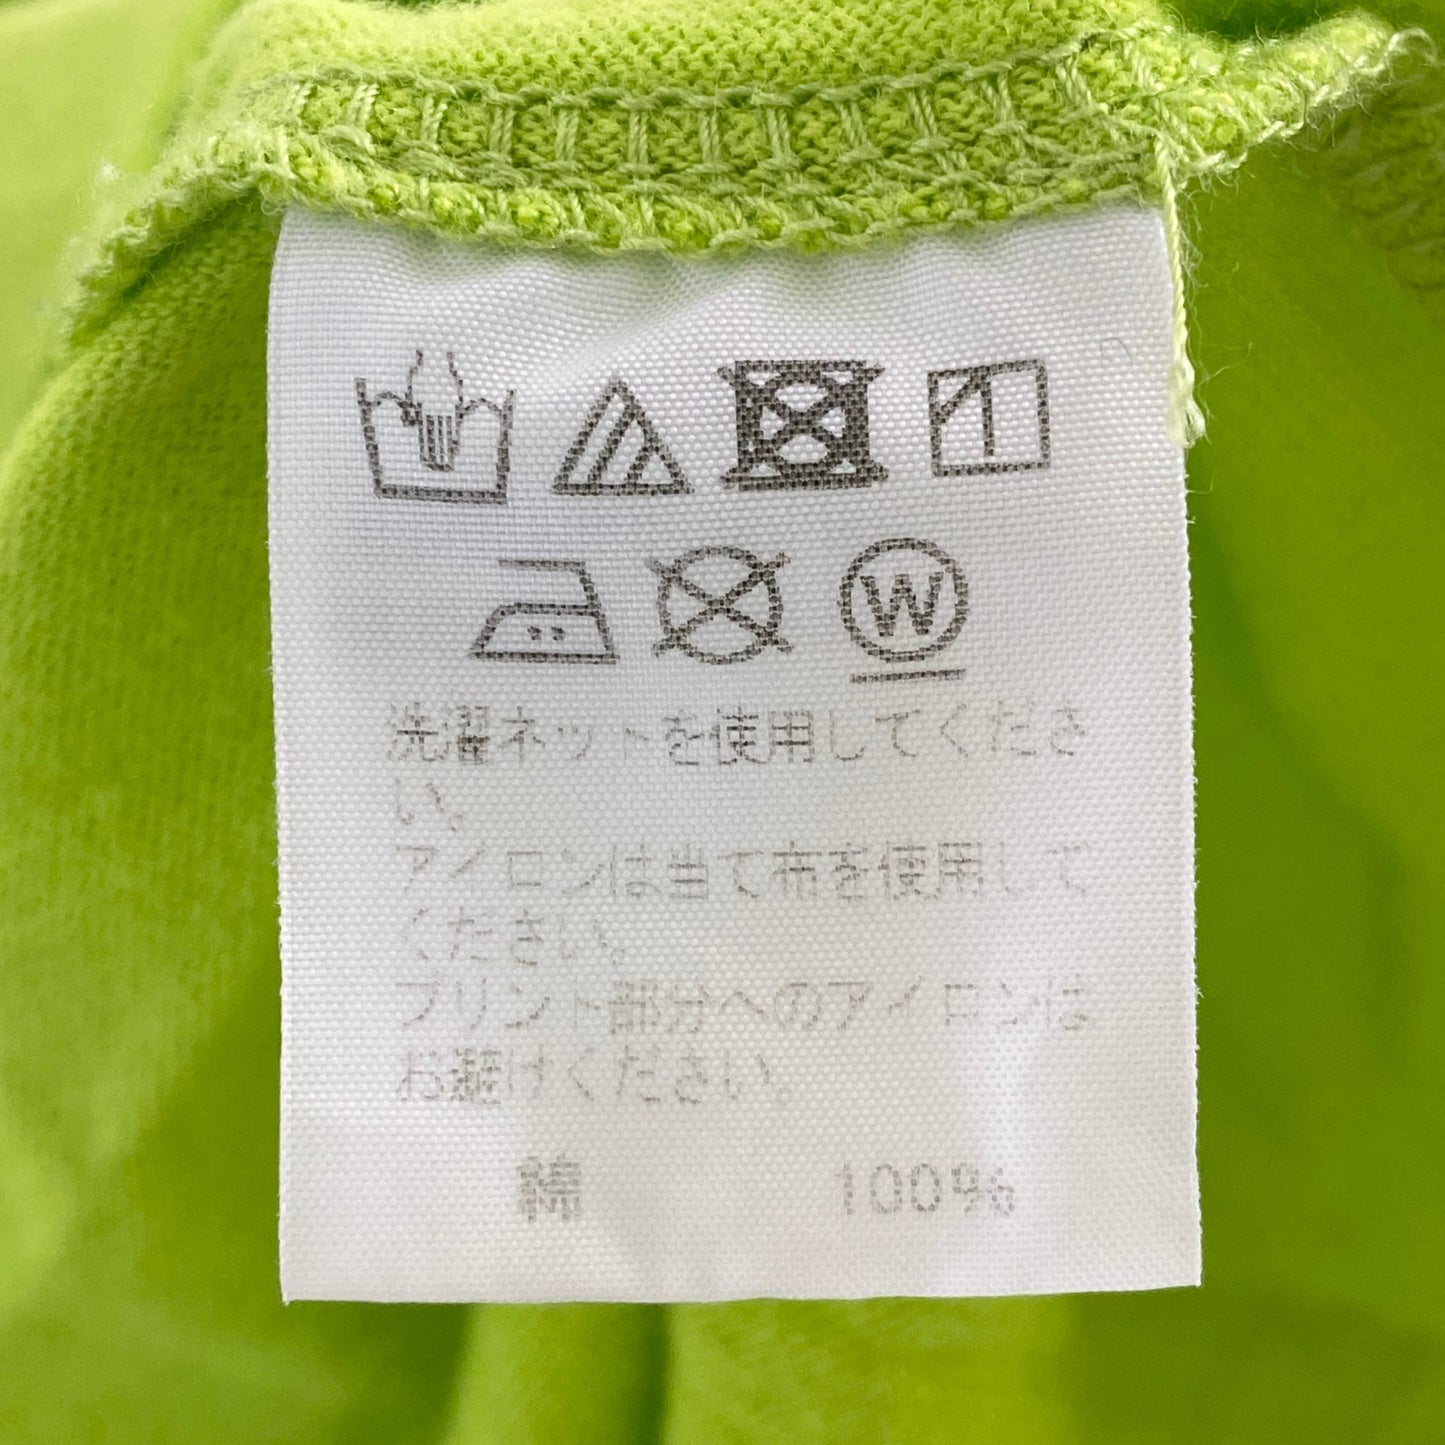 W
洗濯ネットを使用してくださ
い。
アイロンは当て布を使用して
ください。
プリント部分へのアイロンは
お避けください。
綿 100%